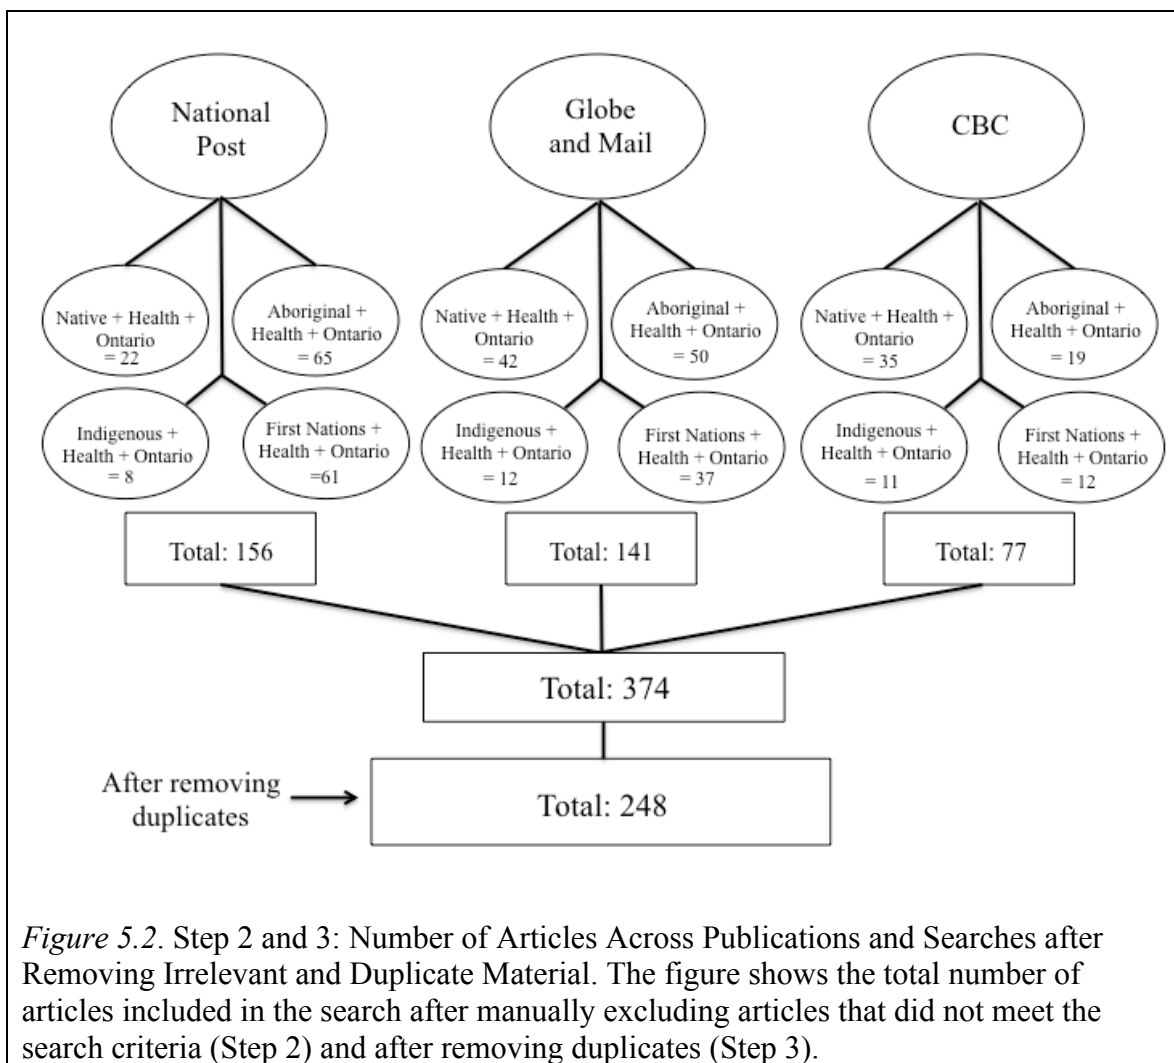 National
Post
Globe
and Mail
CBC
Native + Health +
Ontario
= 22
Aboriginal +
Health + Ontario
= 65
Native + Health +
Ontario
= 42
Aboriginal
+ Health + Ontario
= 50
Native + Health +
Ontario
= 35
Aboriginal +
Health + Ontario
= 19
Indigenous +
Health + Ontario
= 8
First Nations +
Health + Ontario
=61
Indigenous +
Health + Ontario
= 12
First Nations +
Health + Ontario
= 37
Indigenous +
Health + Ontario
= 11
First Nations +
Health + Ontario
= 12
Total: 156
Total: 141
Total: 77
Total: 374
After removing
duplicates
Total: 248
Figure 5.2. Step 2 and 3: Number of Articles Across Publications and Searches after
Removing Irrelevant and Duplicate Material. The figure shows the total number of
articles included in the search after manually excluding articles that did not meet the
search criteria (Step 2) and after removing duplicates (Step 3).